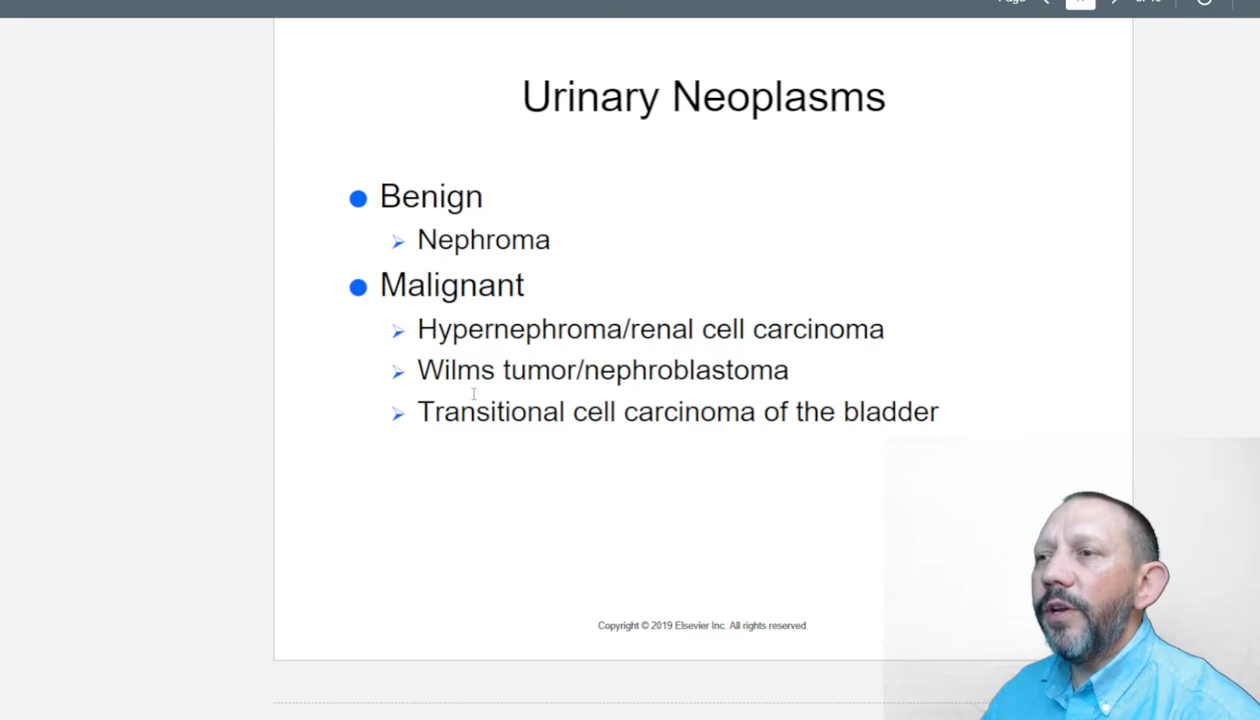 Urinary Neoplasms
Benign
Nephroma
Malignant
Hypernephroma/renal cell carcinoma
Wilms tumor/nephroblastoma
Transitional cell carcinoma of the bladder
Copyright © 2019 Elsevier Inc. All rights reserved.